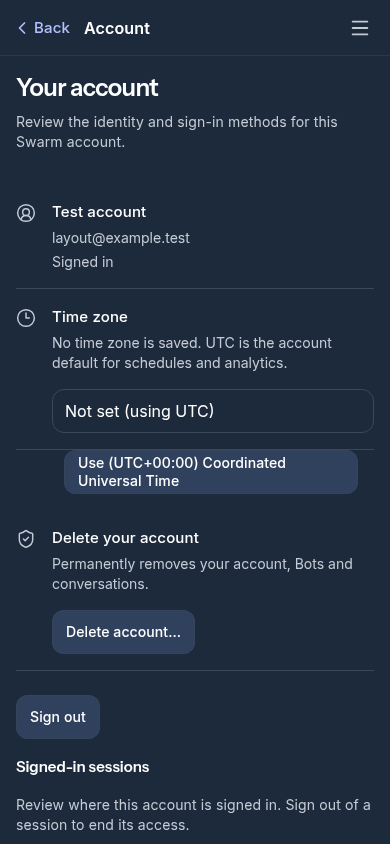 Back Account
Your account
Review the identity and sign-in methods for this
Swarm account.
Test account
layout@example.test
Signed in
Time zone
No time zone is saved. UTC is the account
default for schedules and analytics.
Not set (using UTC)
Use (UTC+00:00) Coordinated
Universal Time
Delete your account
Permanently removes your account, Bots and
conversations.
Delete account...
Sign out
Signed-in sessions
Review where this account is signed in. Sign out of a
session to end its access.